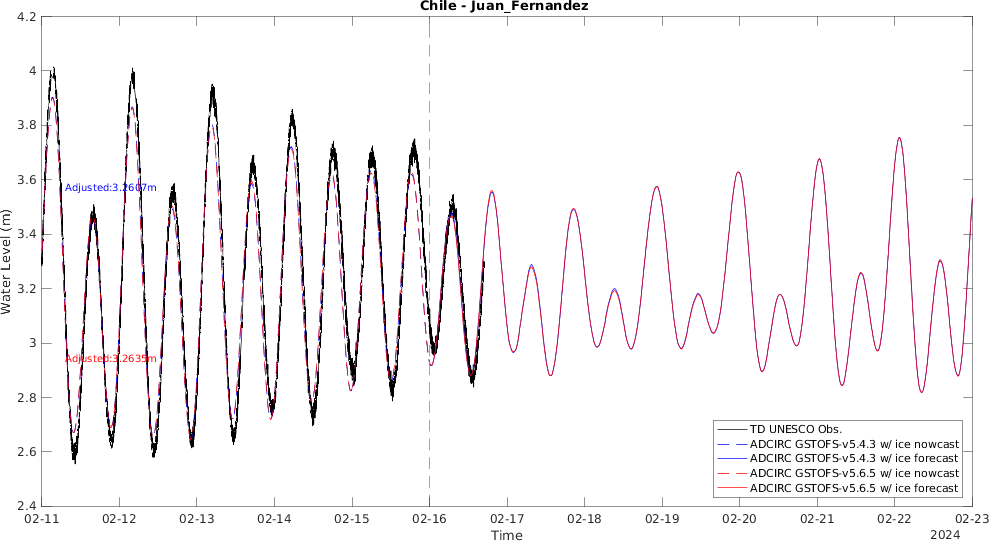 Chile - Juan_Fernandez
4.2
4
3.8
3.6
3.4
3.2
3
2.8
2.6
2.4
Water Level (m)
Adjusted:3.2607m
Adjusted:3.2635m
TD UNESCO Obs.
ADCIRC GSTOFS-v5.4.3 w/ ice nowcast
ADCIRC GSTOFS-v5.4.3 w/ ice forecast
ADCIRC GSTOFS-v5.6.5 w/ ice nowcast
ADCIRC GSTOFS-v5.6.5 w/ ice forecast
02-11 02-12 02-13 02-14 02-15 02-16 02-17 02-18 02-19 02-20 02-21 02-22 02-23
Time
2024